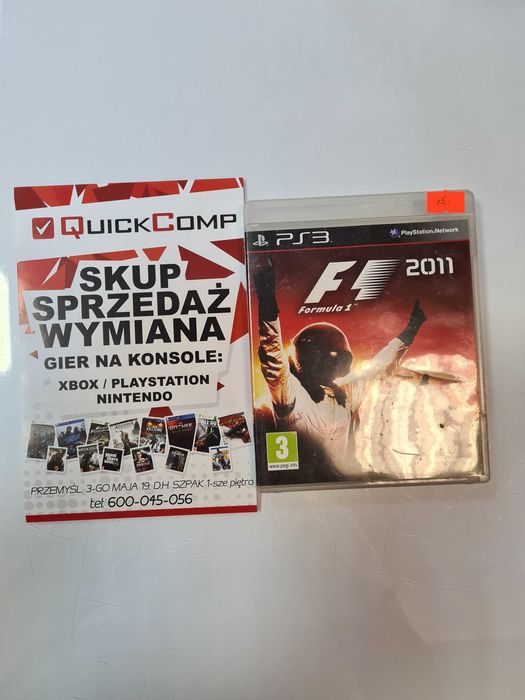 QUICKCOMP
SKUP
SPRZEDAŻ
WYMIANA
GIER NA KONSOLE:
XBOX / PLAYSTATION
NINTENDO
PRZEMYŚL, 3-GO MAJA 19, D.H. SZPAK 1-sze piętro
tel: 600-045-056
PS3
PlayStation Network
F1
2011
Formula 1
3
www.pegi.info